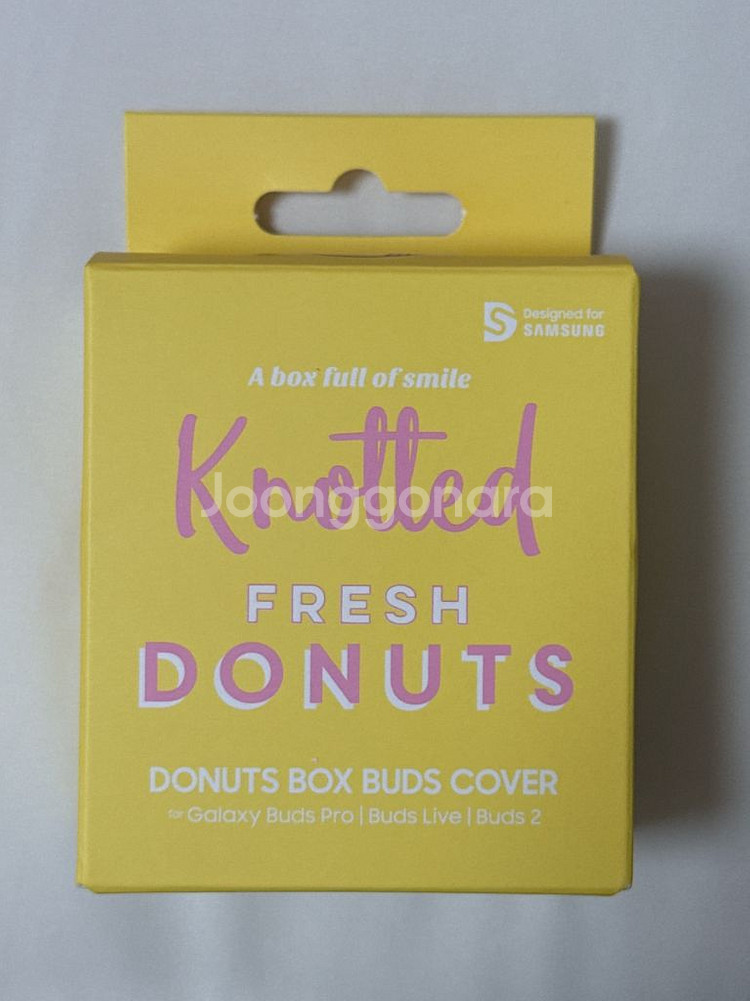 Designed for
SAMSUNG
A box full of smile
Knotted
Joonggonara
FRESH
DONUTS
DONUTS BOX BUDS COVER
for Galaxy Buds Pro | Buds Live | Buds 2